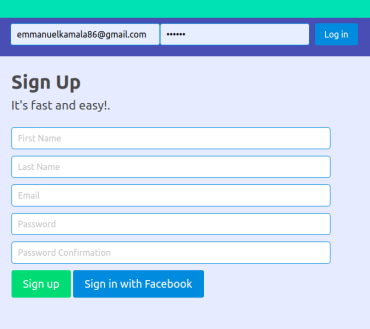 emmanuelkamala86@gmail.com •••••• Log in
Sign Up
It's fast and easy!.
First Name
Last Name
Email
Password
Password Confirmation
Sign up Sign in with Facebook